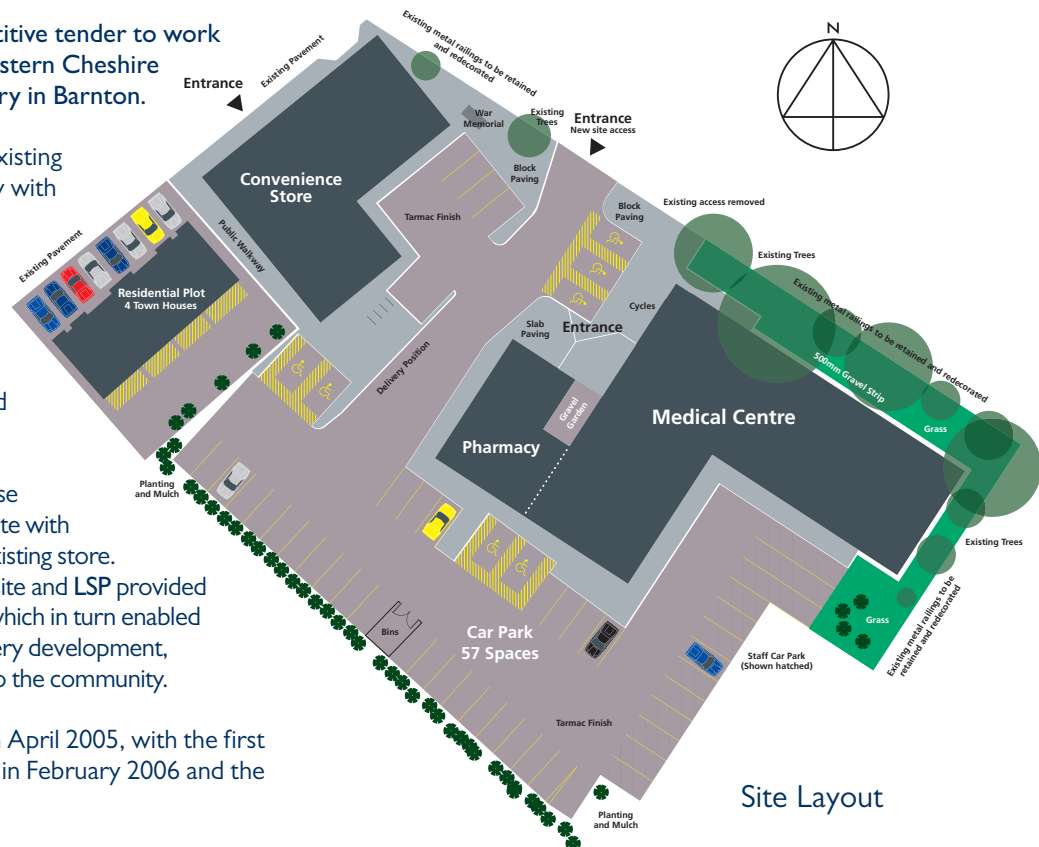 titive tender to work
stern Cheshire
ry in Barnton.
xisting
y with
d
se
te with
xisting store.
site and LSP provided
which in turn enabled
ery development,
o the community.
n April 2005, with the first
in February 2006 and the
N
Existing metal railings to be retained
and redecorated
Existing Pavement
Entrance
War
Memorial
Existing
Trees
Entrance
New site access
Block
Paving
Convenience
Store
Tarmac Finish
Block
Paving
Existing access removed
Public Walkway
Existing Pavement
Existing Trees
Residential Plot
4 Town Houses
Cycles
Existing metal railings to be retained and redecorated
Slab
Paving
Entrance
500mm Gravel Strip
Delivery Position
Gravel
Garden
Medical Centre
Grass
Pharmacy
Planting
and Mulch
Existing Trees
Existing metal railings to be
retained and redecorated
Grass
Bins
Car Park
57 Spaces
Staff Car Park
(Shown hatched)
Tarmac Finish
Site Layout
Planting
and Mulch